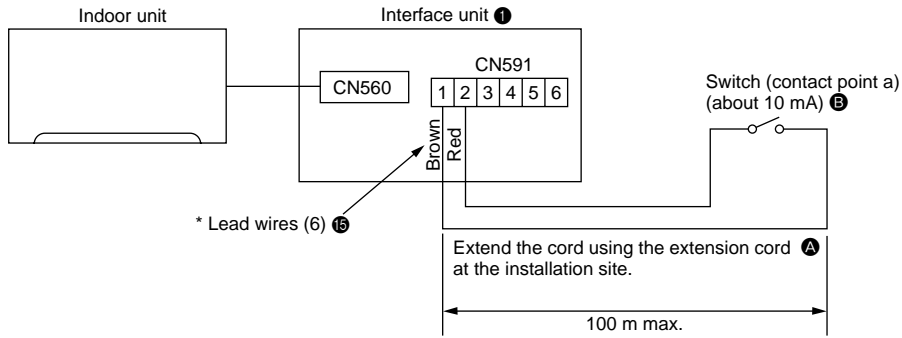 Indoor unit
Interface unit ❶
CN560
CN591
1 2 3 4 5 6
Brown
Red
Switch (contact point a)
(about 10 mA) Ⓑ
* Lead wires (6) ⓯
Extend the cord using the extension cord Ⓐ
at the installation site.
100 m max.